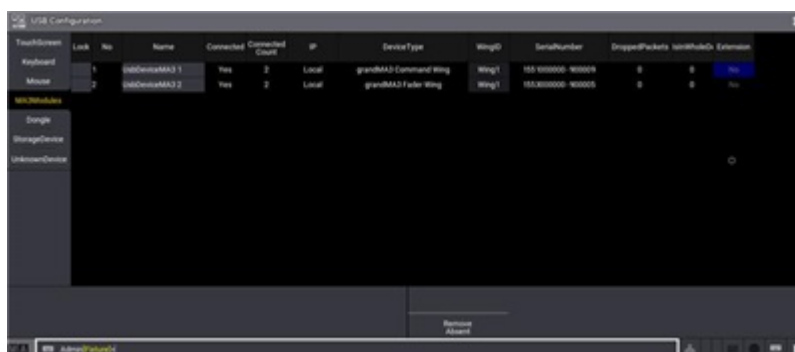 USB Configuration
TouchScreen
Keyboard
Mouse
MA3Modules
Dongle
StorageDevice
UnknownDevice
Lock No Name Connected Connected Count IP DeviceType WingID SerialNumber DroppedPackets Extension
1 UsbDeviceMA3 1 Yes 2 Local grandMA3 Command Wing Wing1 0 0 No
2 UsbDeviceMA3 2 Yes 2 Local grandMA3 Fader Wing Wing1 0 0 No
Remove
Absent
Admin[Fixture]>